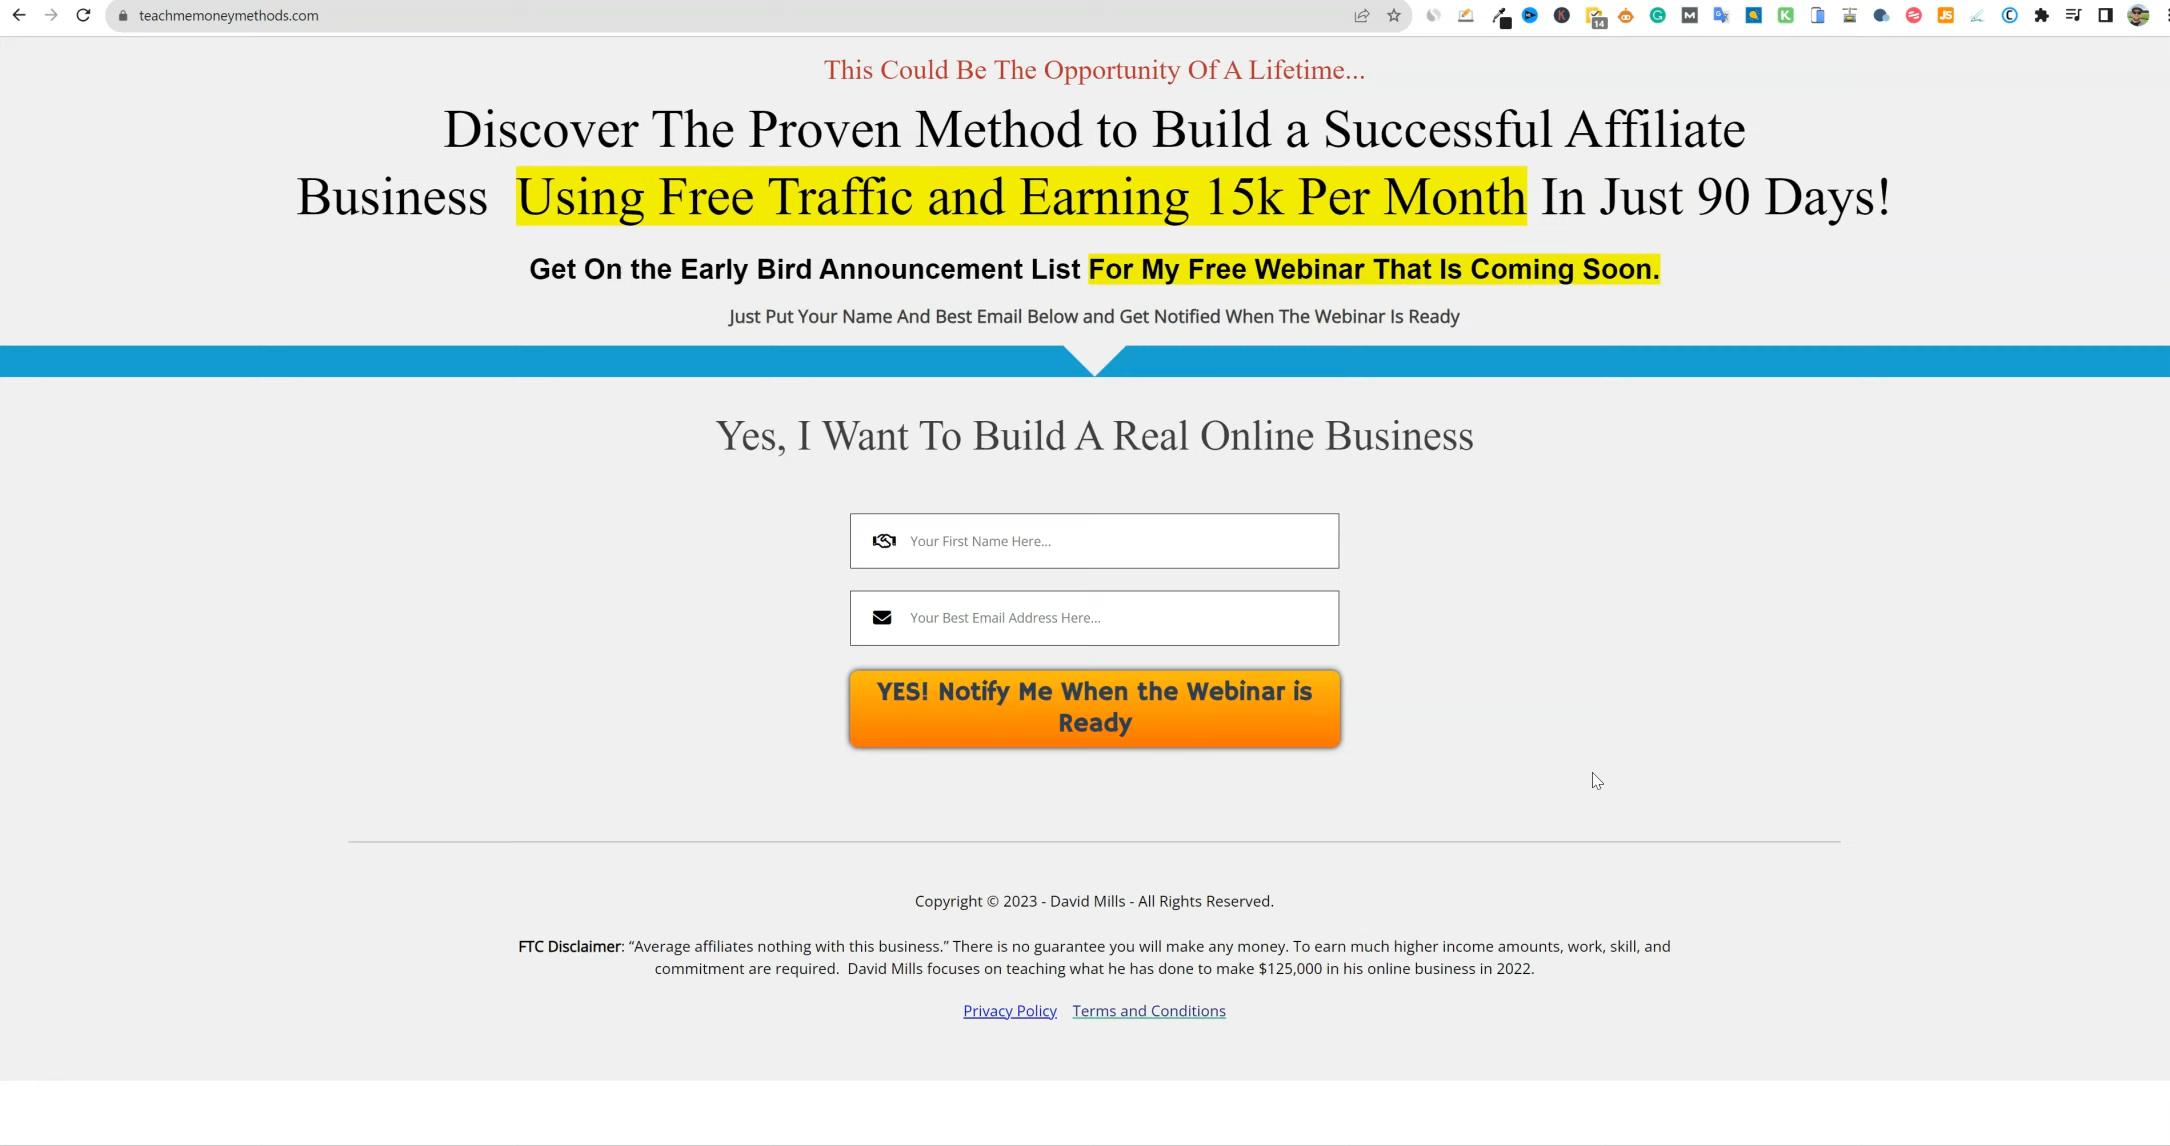 teachmemoneymethods.com
14
M
K
JS
This Could Be The Opportunity Of A Lifetime...
Discover The Proven Method to Build a Successful Affiliate
Business Using Free Traffic and Earning 15k Per Month In Just 90 Days!
Get On the Early Bird Announcement List For My Free Webinar That Is Coming Soon.
Just Put Your Name And Best Email Below and Get Notified When The Webinar Is Ready
Yes, I Want To Build A Real Online Business
Your First Name Here...
Your Best Email Address Here...
YES! Notify Me When the Webinar is
Ready
Copyright © 2023 - David Mills - All Rights Reserved.
FTC Disclaimer: “Average affiliates nothing with this business.” There is no guarantee you will make any money. To earn much higher income amounts, work, skill, and
commitment are required. David Mills focuses on teaching what he has done to make $125,000 in his online business in 2022.
Privacy Policy Terms and Conditions